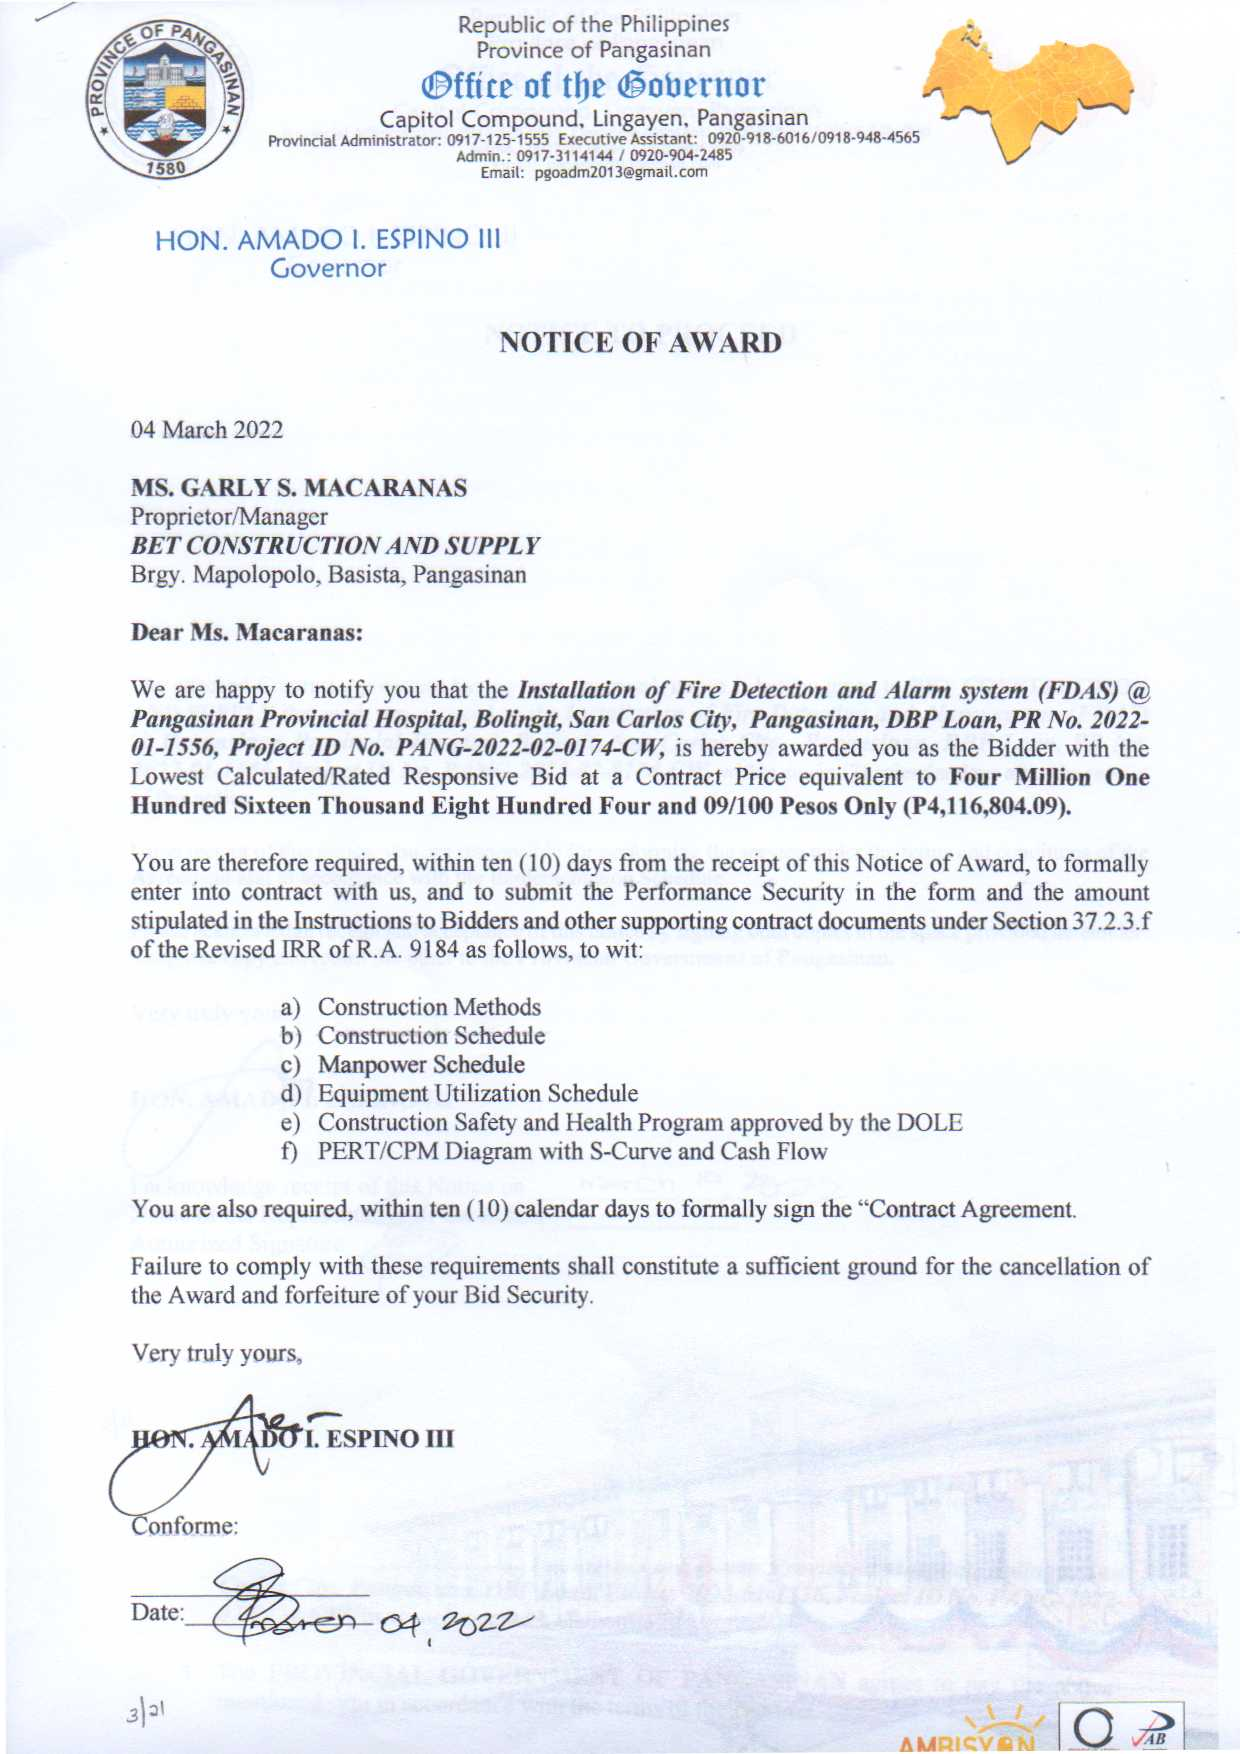 Republic of the Philippines
Province of Pangasinan
Office of the Governor
Capitol Compound, Lingayen, Pangasinan
Provincial Administrator: 0917-125-1555 Executive Assistant: 0920-918-6016/0918-948-4565
Admin.: 0917-3114144 / 0920-904-2485
Email: pgoadm2013@gmail.com
PROVINCE OF PANGASINAN
1580
HON. AMADO I. ESPINO III
Governor
NOTICE OF AWARD
04 March 2022
MS. GARLY S. MACARANAS
Proprietor/Manager
BET CONSTRUCTION AND SUPPLY
Brgy. Mapolopolo, Basista, Pangasinan
Dear Ms. Macaranas:
We are happy to notify you that the Installation of Fire Detection and Alarm system (FDAS) @
Pangasinan Provincial Hospital, Bolingit, San Carlos City, Pangasinan, DBP Loan, PR No. 2022-
01-1556, Project ID No. PANG-2022-02-0174-CW, is hereby awarded you as the Bidder with the
Lowest Calculated/Rated Responsive Bid at a Contract Price equivalent to Four Million One
Hundred Sixteen Thousand Eight Hundred Four and 09/100 Pesos Only (P4,116,804.09).
You are therefore required, within ten (10) days from the receipt of this Notice of Award, to formally
enter into contract with us, and to submit the Performance Security in the form and the amount
stipulated in the Instructions to Bidders and other supporting contract documents under Section 37.2.3.f
of the Revised IRR of R.A. 9184 as follows, to wit:
a) Construction Methods
b) Construction Schedule
c) Manpower Schedule
d) Equipment Utilization Schedule
e) Construction Safety and Health Program approved by the DOLE
f) PERT/CPM Diagram with S-Curve and Cash Flow
You are also required, within ten (10) calendar days to formally sign the “Contract Agreement.
Failure to comply with these requirements shall constitute a sufficient ground for the cancellation of
the Award and forfeiture of your Bid Security.
Very truly yours,
HON. AMADO I. ESPINO III
Conforme:
Date: March 04, 2022
3/21
AMBISYON
AB